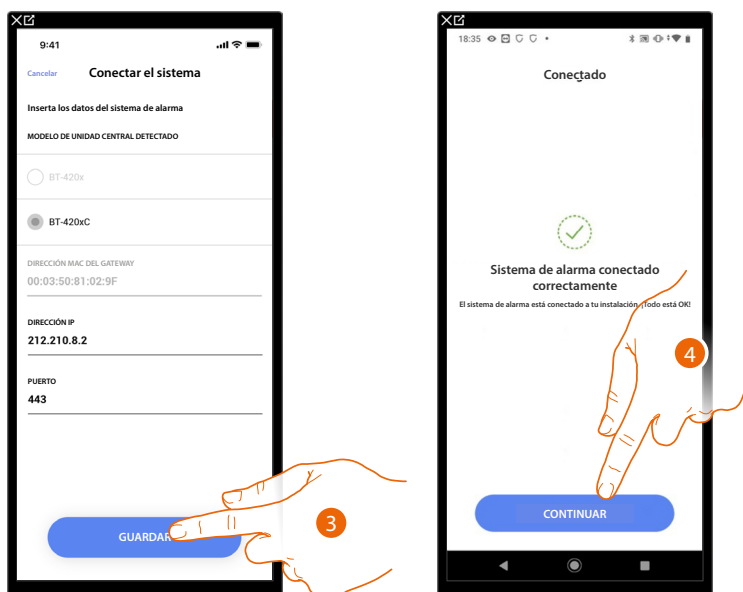 9:41
Cancelar Conectar el sistema
Inserta los datos del sistema de alarma
MODELO DE UNIDAD CENTRAL DETECTADO
BT-420x
BT-420xC
DIRECCIÓN MAC DEL GATEWAY
00:03:50:81:02:9F
DIRECCIÓN IP
212.210.8.2
PUERTO
443
GUARDAR
3
18:35
Conectado
Sistema de alarma conectado
correctamente
El sistema de alarma está conectado a tu instalación. ¡Todo está OK!
4
CONTINUAR